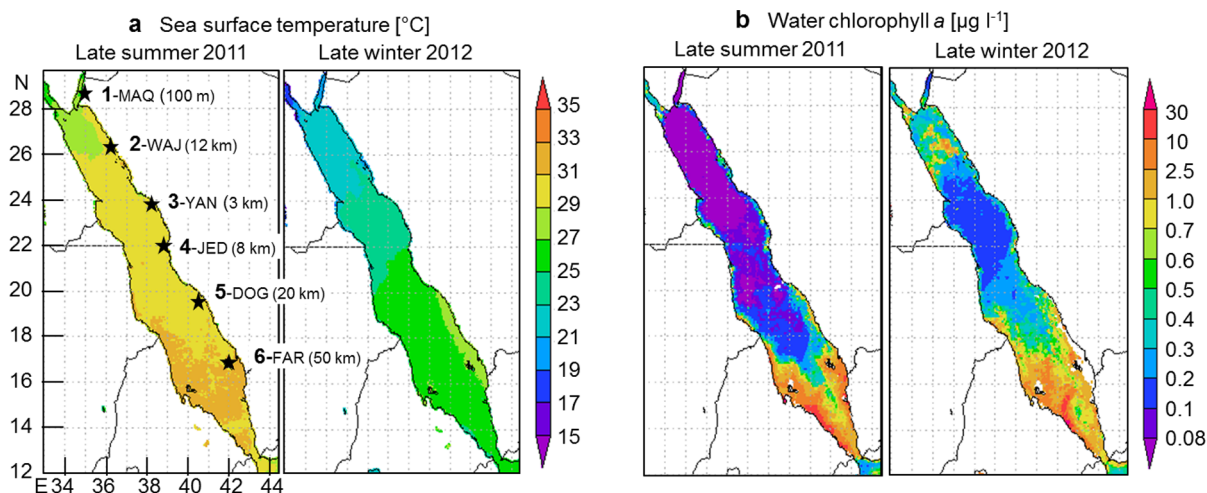 a Sea surface temperature [°C]
Late summer 2011 Late winter 2012
N
28
26
24
22
20
18
16
14
12
E 34 36 38 40 42 44
1-MAQ (100 m)
2-WAJ (12 km)
3-YAN (3 km)
4-JED (8 km)
5-DOG (20 km)
6-FAR (50 km)
35
33
31
29
27
25
23
21
19
17
15
b Water chlorophyll a [µg l⁻¹]
Late summer 2011 Late winter 2012
30
10
2.5
1.0
0.7
0.6
0.5
0.3
0.2
0.1
0.08